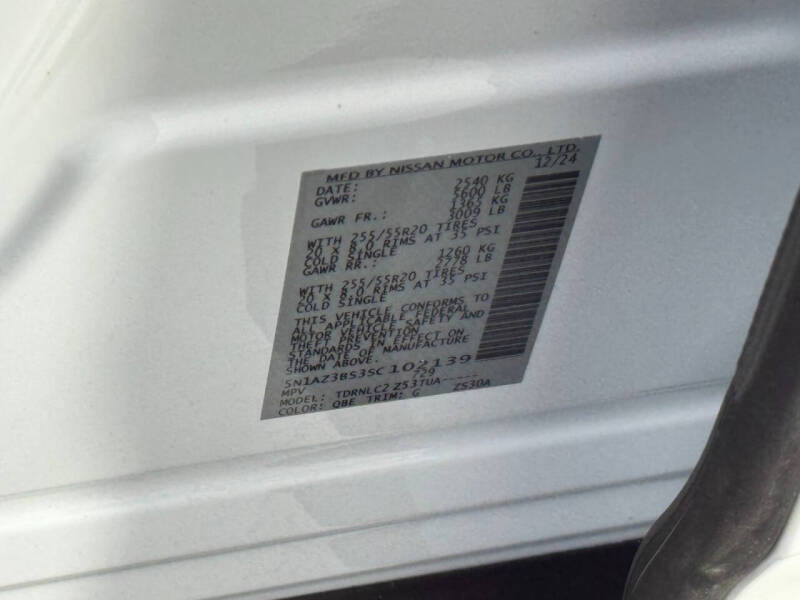 MFD BY NISSAN MOTOR CO., LTD.
DATE: 12/24
GVWR: 2540 KG
5600 LB
GAWR FR.: 1365 KG
3009 LB
WITH 255/55R20 TIRES
20 X 8.0 RIMS AT 35 PSI
COLD SINGLE
GAWR RR.: 1260 KG
2778 LB
WITH 255/55R20 TIRES
20 X 8.0 RIMS AT 35 PSI
COLD SINGLE
THIS VEHICLE CONFORMS TO
ALL APPLICABLE FEDERAL
MOTOR VEHICLE SAFETY AND
THEFT PREVENTION
STANDARDS IN EFFECT ON
THE DATE OF MANUFACTURE
SHOWN ABOVE.
5N1AZ3BS3SC102139
MPV 729
MODEL: TDRNLC2 Z53TUA-----
COLOR: QBE TRIM: G ZS30A